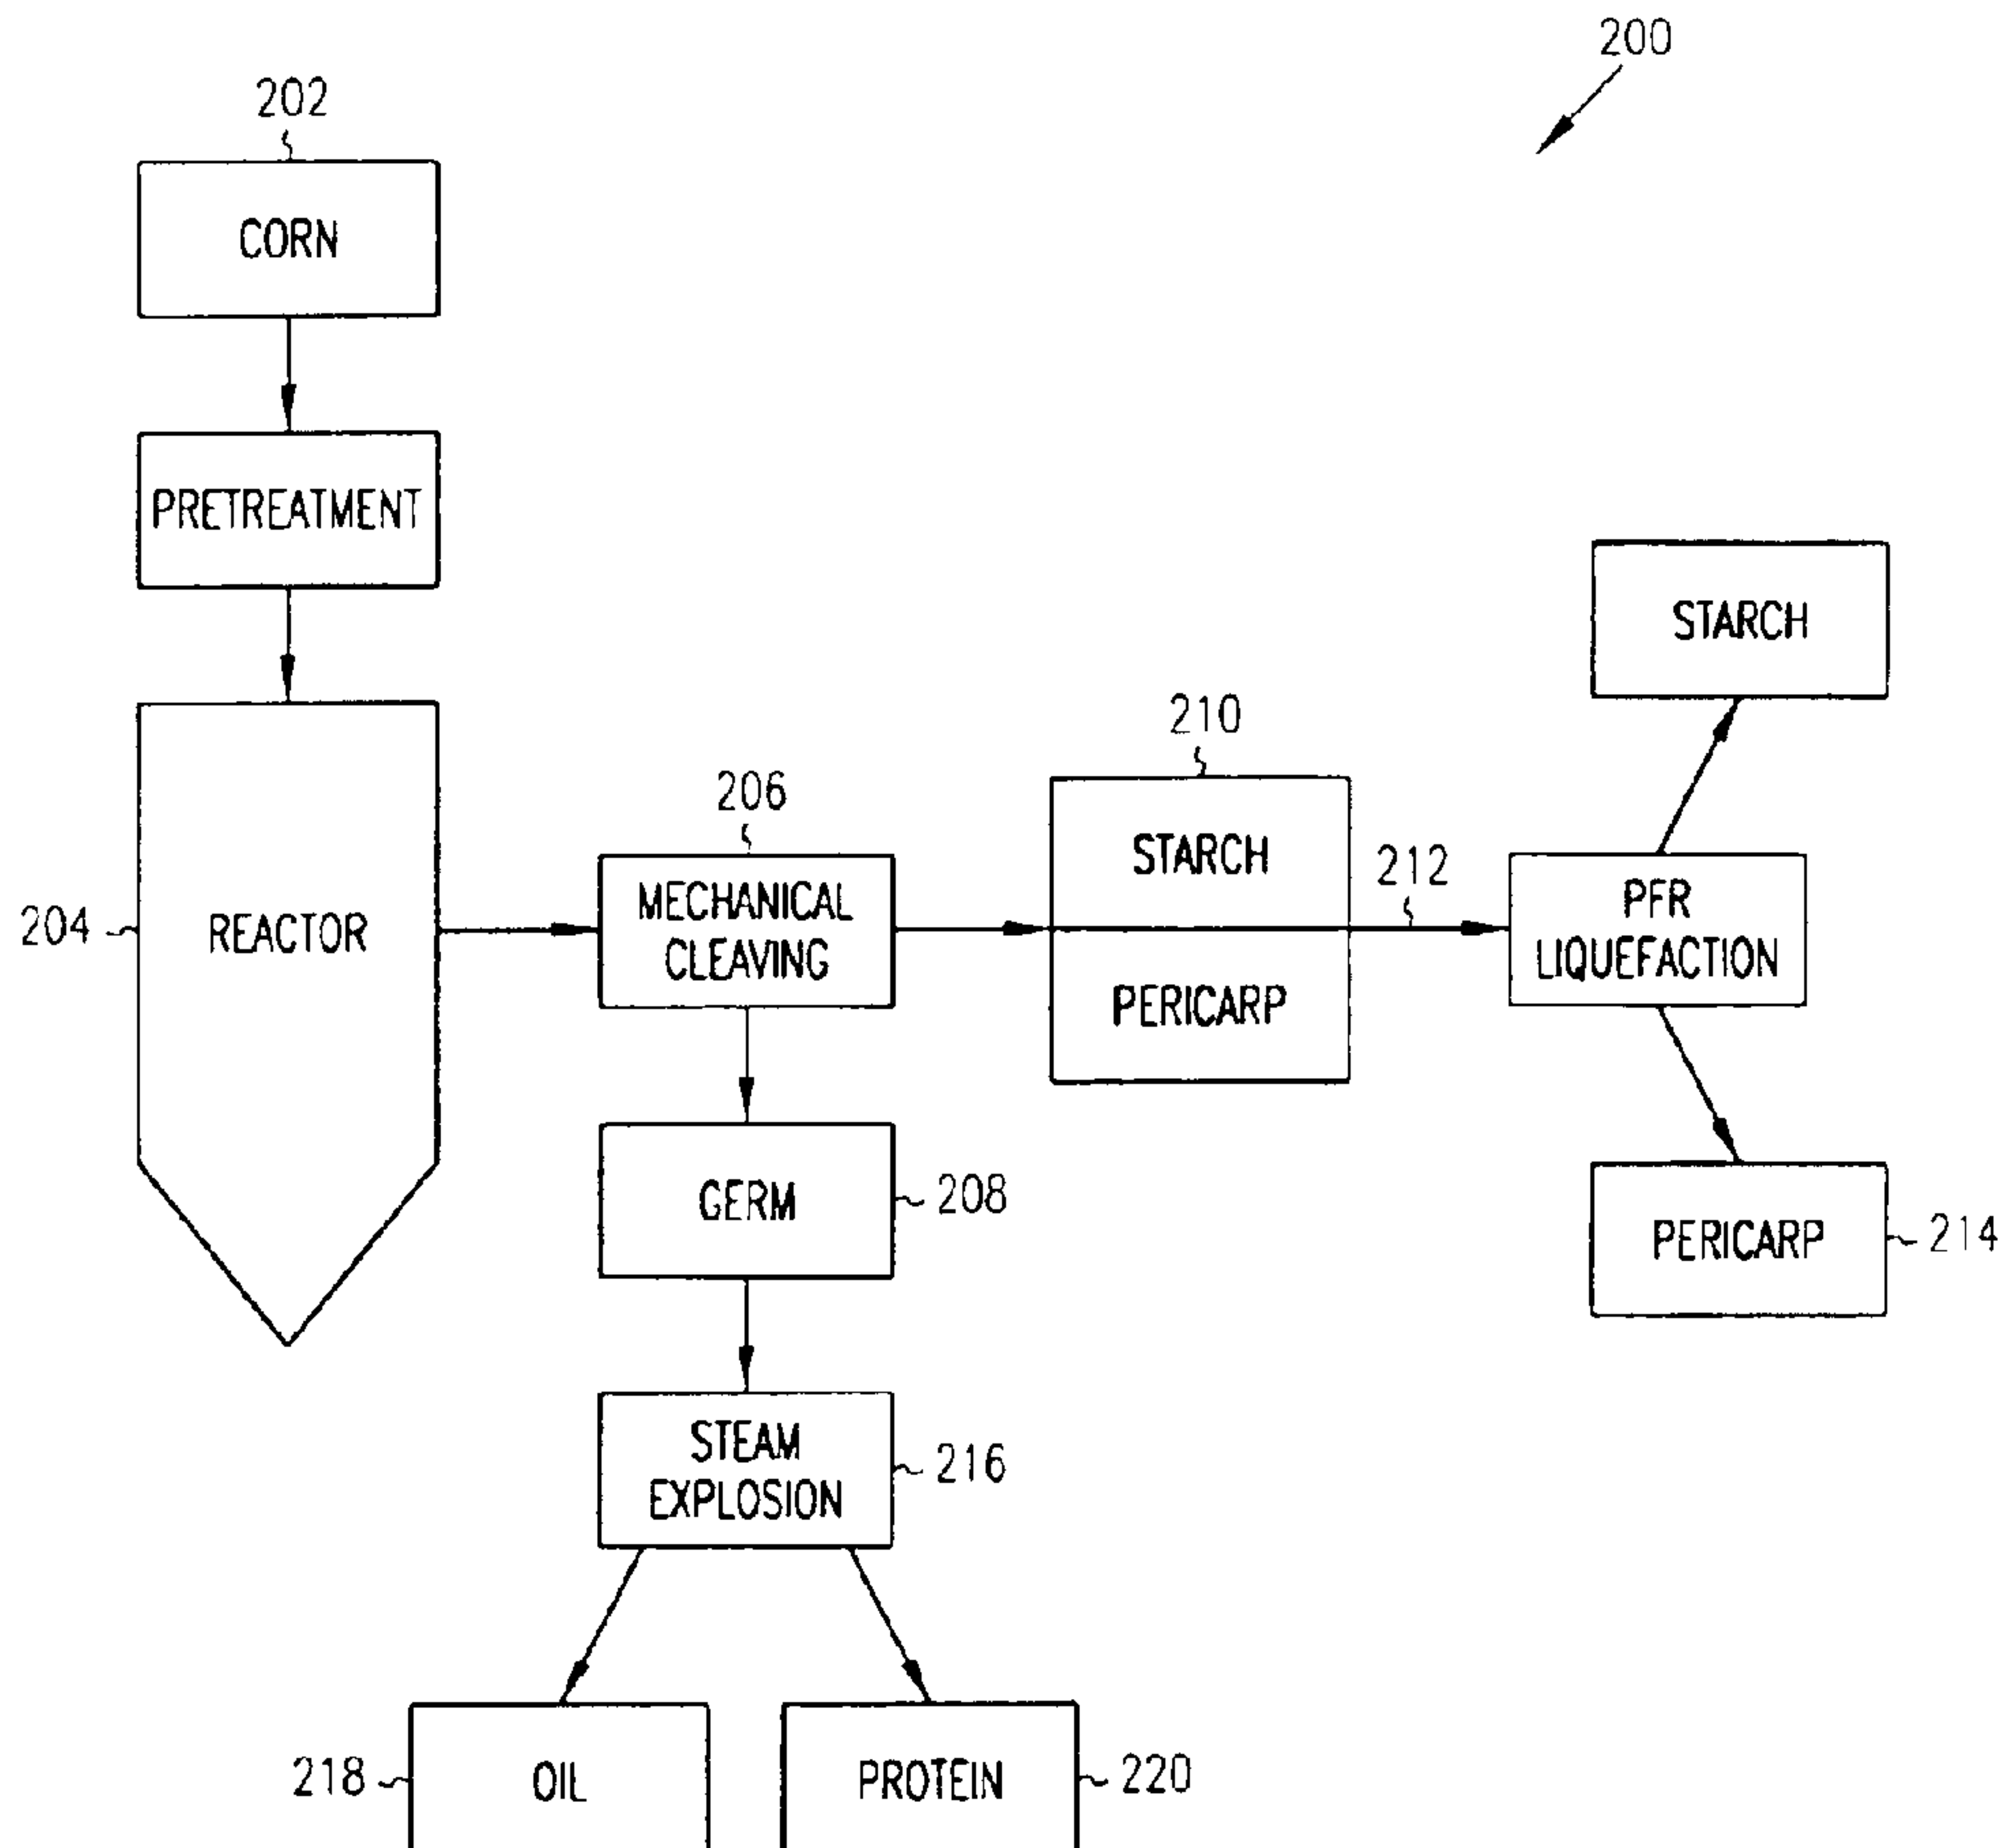 200
202
CORN
PRETREATMENT
STARCH
210
206
STARCH
212
MECHANICAL
CLEAVING
PFR
LIQUEFACTION
204
REACTOR
PERICARP
GERM
208
PERICARP
214
STEAM
EXPLOSION
216
218
OIL
PROTEIN
220